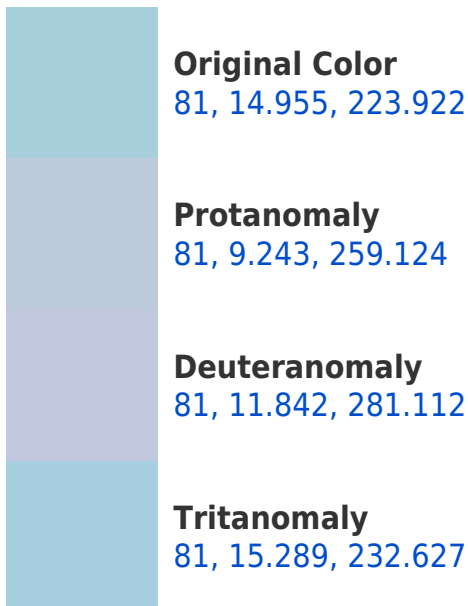 Original Color
81, 14.955, 223.922
Protanomaly
81, 9.243, 259.124
Deuteranomaly
81, 11.842, 281.112
Tritanomaly
81, 15.289, 232.627